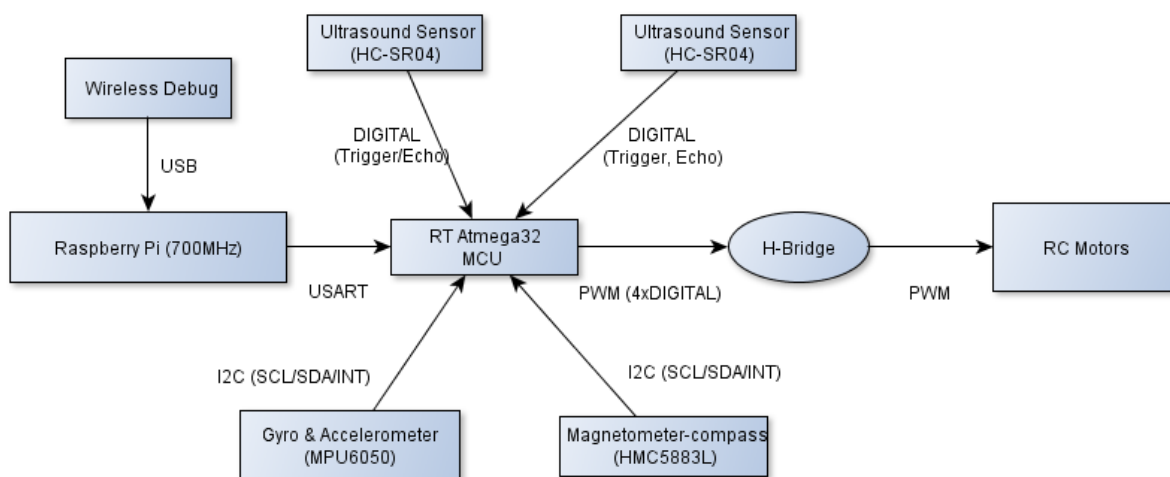 Ultrasound Sensor
(HC-SR04)
Ultrasound Sensor
(HC-SR04)
Wireless Debug
DIGITAL
(Trigger/Echo)
DIGITAL
(Trigger, Echo)
USB
Raspberry Pi (700MHz)
RT Atmega32
MCU
H-Bridge
RC Motors
USART
PWM (4xDIGITAL)
PWM
I2C (SCL/SDA/INT)
I2C (SCL/SDA/INT)
Gyro & Accelerometer
(MPU6050)
Magnetometer-compass
(HMC5883L)